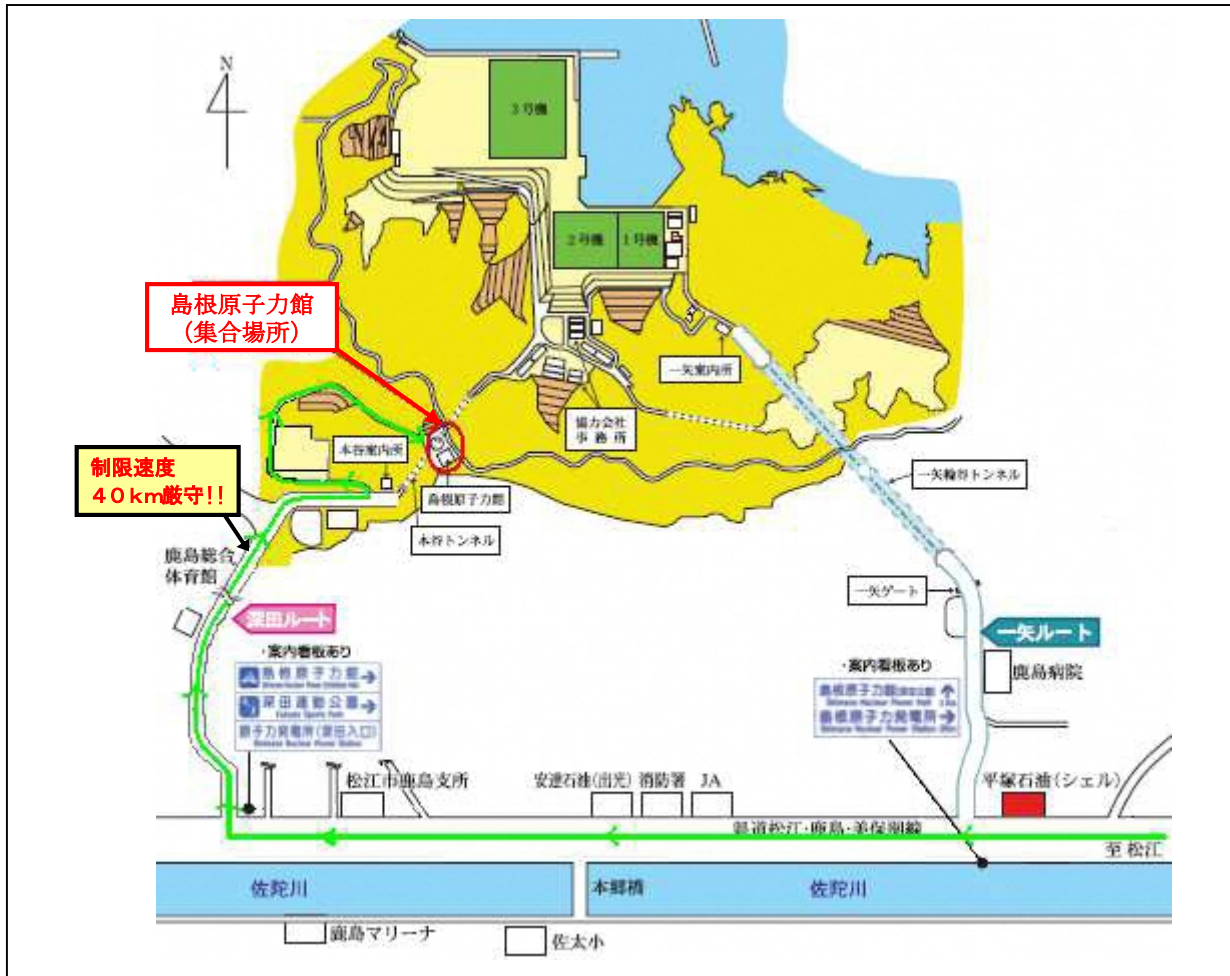 N
3号機
2号機
1号機
島根原子力館
(集合場所)
一矢案内所
協力会社
事務所
本谷案内所
制限速度
40km厳守!!
島根原子力館
一矢輪谷トンネル
本谷トンネル
鹿島総合
体育館
一矢ゲート
深田ルート
一矢ルート
・案内看板あり
島根原子力館
深田運動公園
原子力発電所(深田入口)
・案内看板あり
島根原子力館
島根原子力発電所
鹿島病院
松江市鹿島支所
安達石油(出光)
消防署
JA
平塚石油(シェル)
県道松江・鹿島・美保関線
至 松江
佐陀川
本郷橋
佐陀川
鹿島マリーナ
佐太小